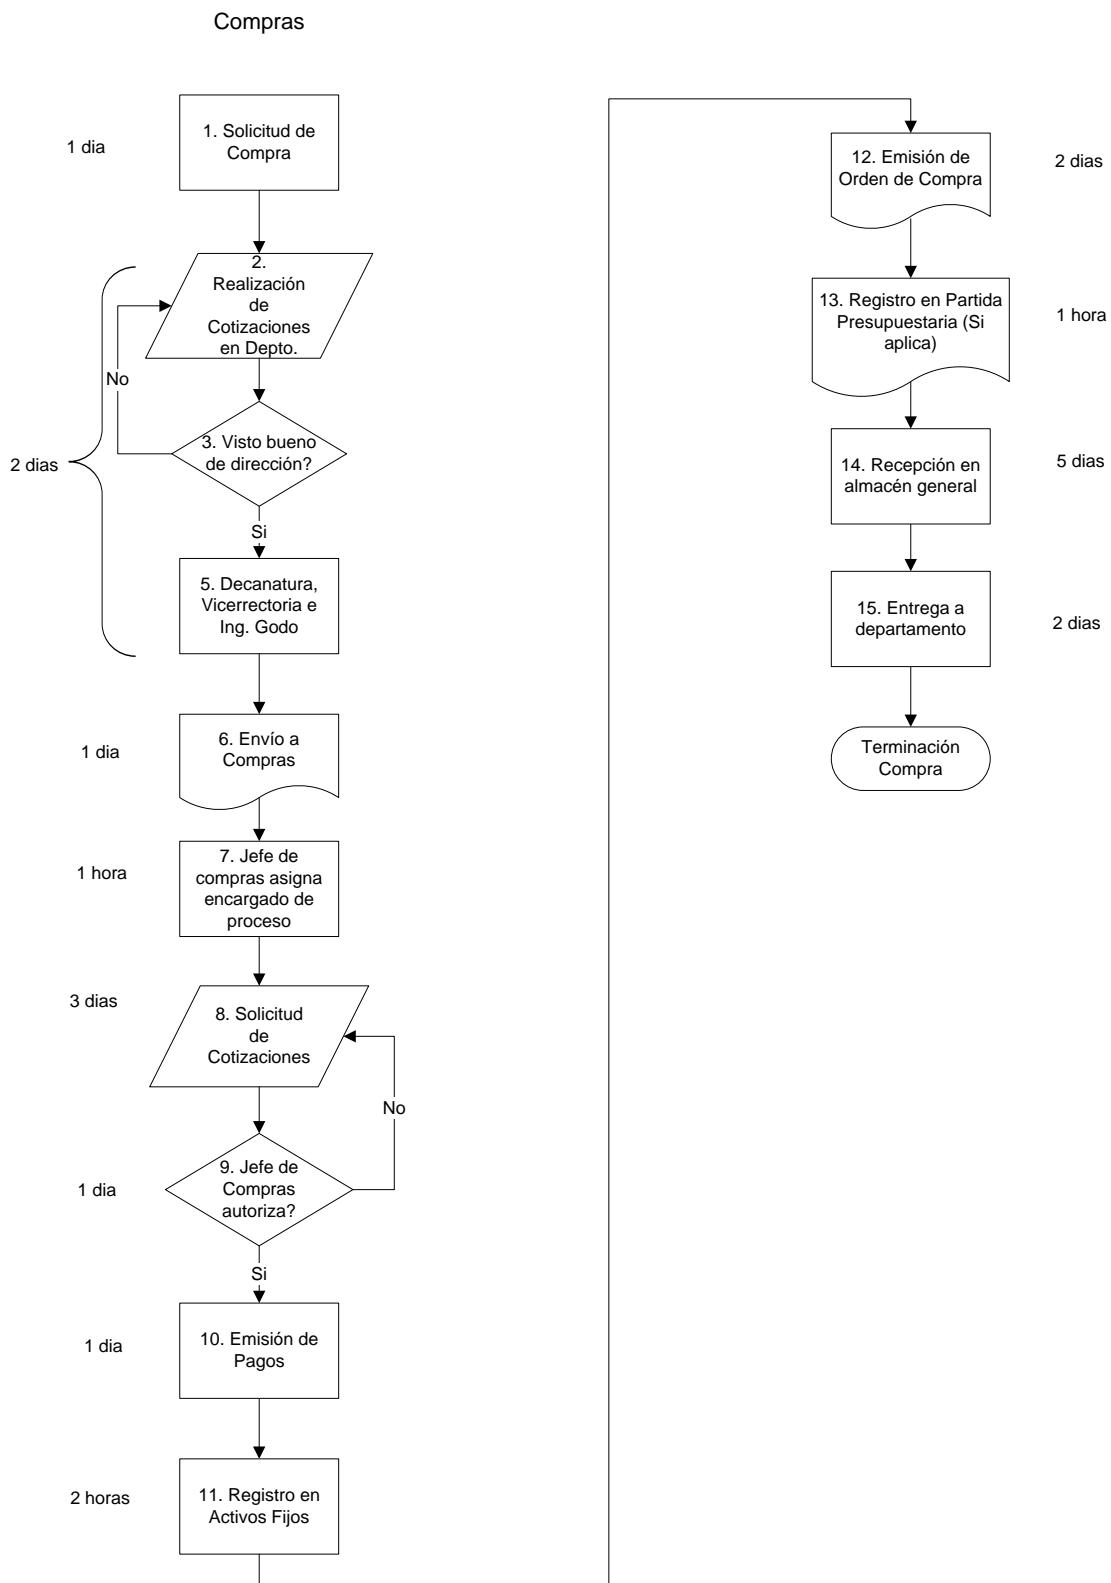 Compras
1 dia
1. Solicitud de
Compra
2.
Realización
de
Cotizaciones
en Depto.
No
3. Visto bueno
de dirección?
2 dias
Si
5. Decanatura,
Vicerrectoria e
Ing. Godo
1 dia
6. Envío a
Compras
1 hora
7. Jefe de
compras asigna
encargado de
proceso
3 dias
8. Solicitud
de
Cotizaciones
No
1 dia
9. Jefe de
Compras
autoriza?
Si
1 dia
10. Emisión de
Pagos
2 horas
11. Registro en
Activos Fijos
12. Emisión de
Orden de Compra
2 dias
13. Registro en Partida
Presupuestaria (Si
aplica)
1 hora
14. Recepción en
almacén general
5 dias
15. Entrega a
departamento
2 dias
Terminación
Compra